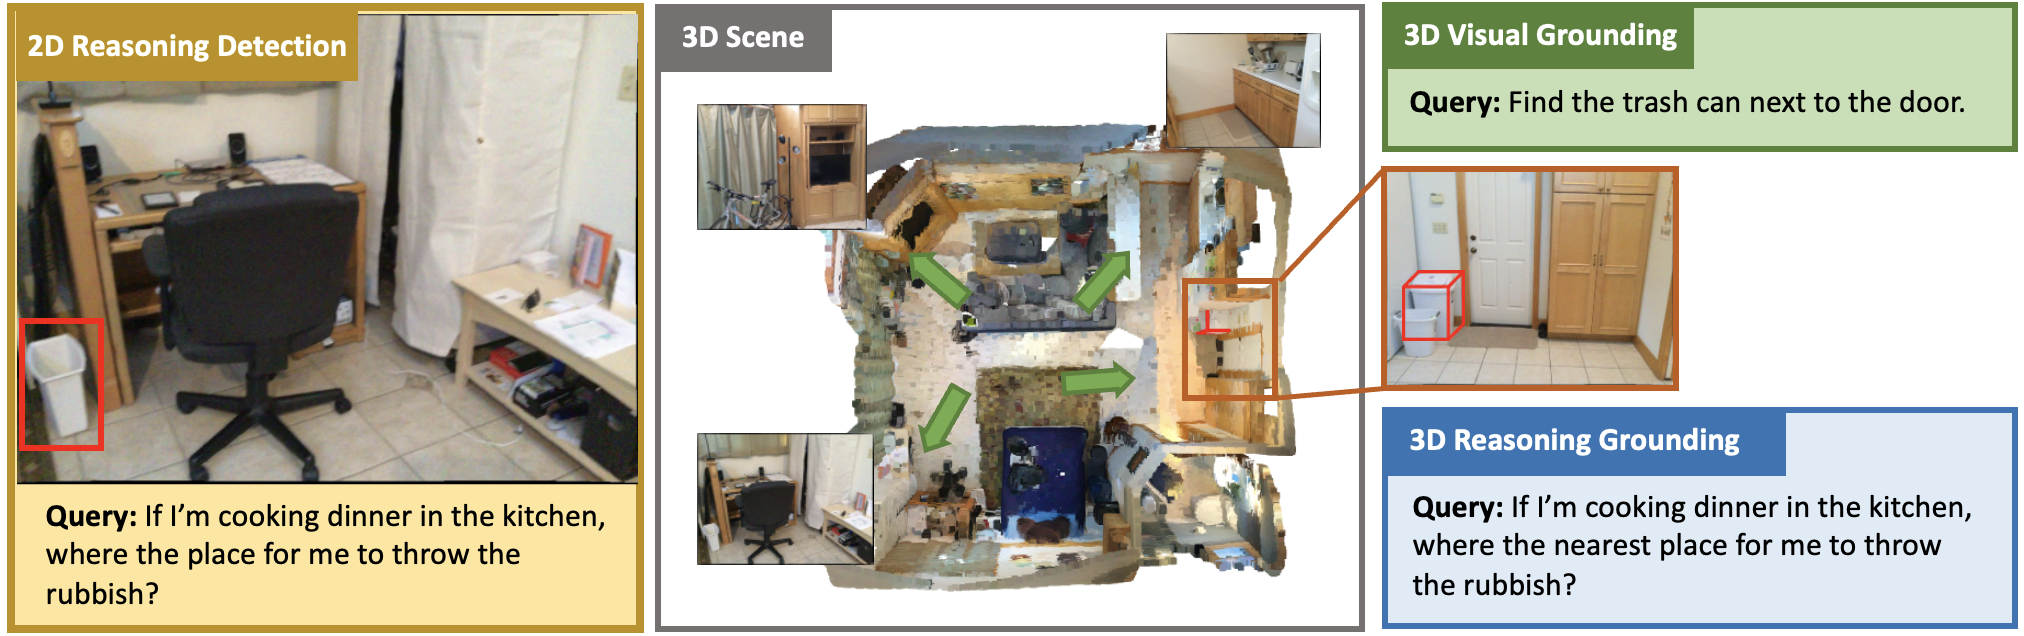 2D Reasoning Detection
Query: If I’m cooking dinner in the kitchen,
where the place for me to throw the
rubbish?
3D Scene
3D Visual Grounding
Query: Find the trash can next to the door.
3D Reasoning Grounding
Query: If I’m cooking dinner in the kitchen,
where the nearest place for me to throw
the rubbish?